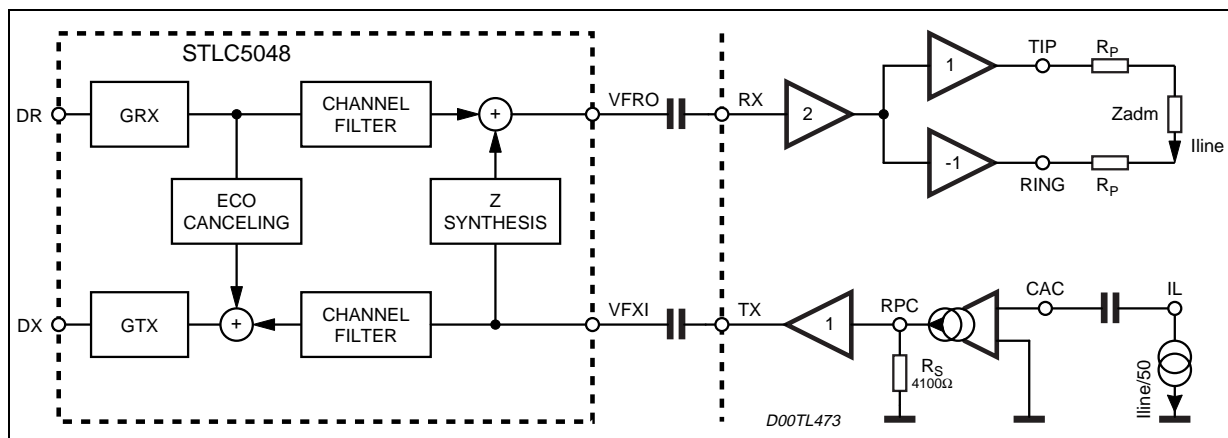 STLC5048
DR
GRX
CHANNEL
FILTER
+
VFRO
RX
2
1
TIP
RP
Zadm
Iline
-1
RING
RP
ECO
CANCELING
Z
SYNTHESIS
DX
GTX
+
CHANNEL
FILTER
VFXI
TX
1
RPC
CAC
IL
RS
4100Ω
Iline/50
D00TL473